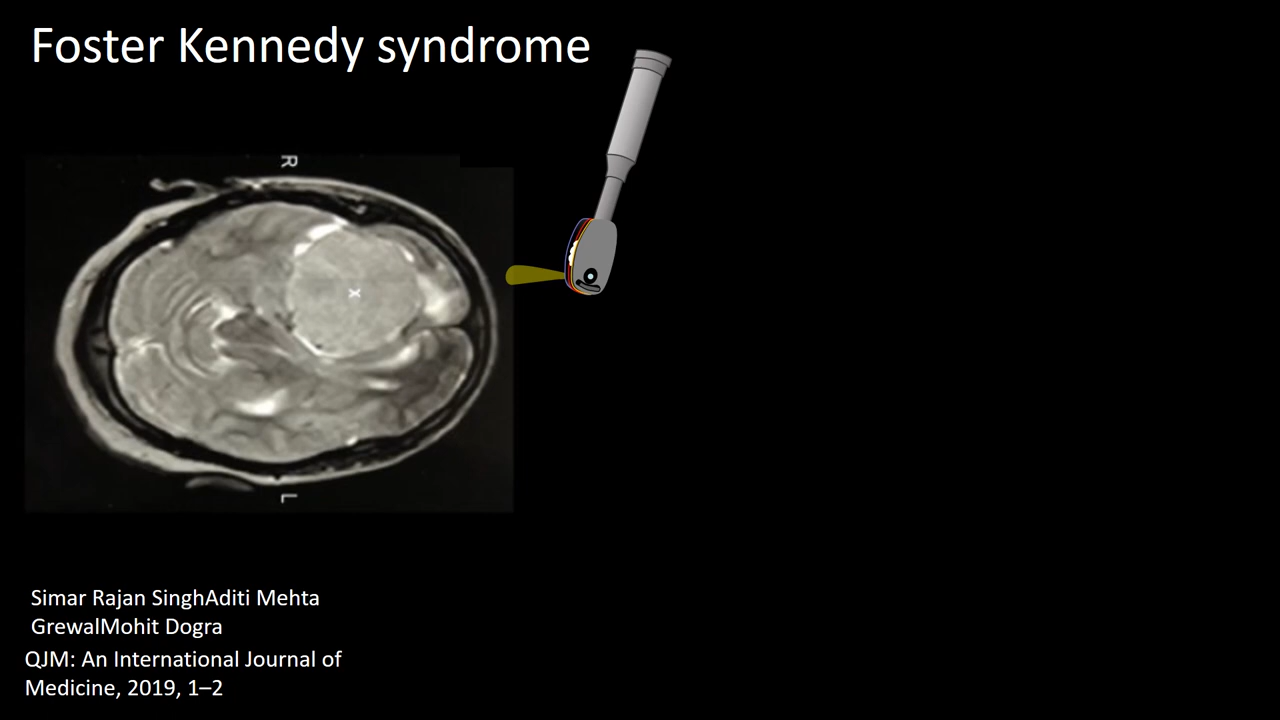 Foster Kennedy syndrome
R
L
Simar Rajan SinghAditi Mehta
GrewalMohit Dogra
QJM: An International Journal of
Medicine, 2019, 1–2